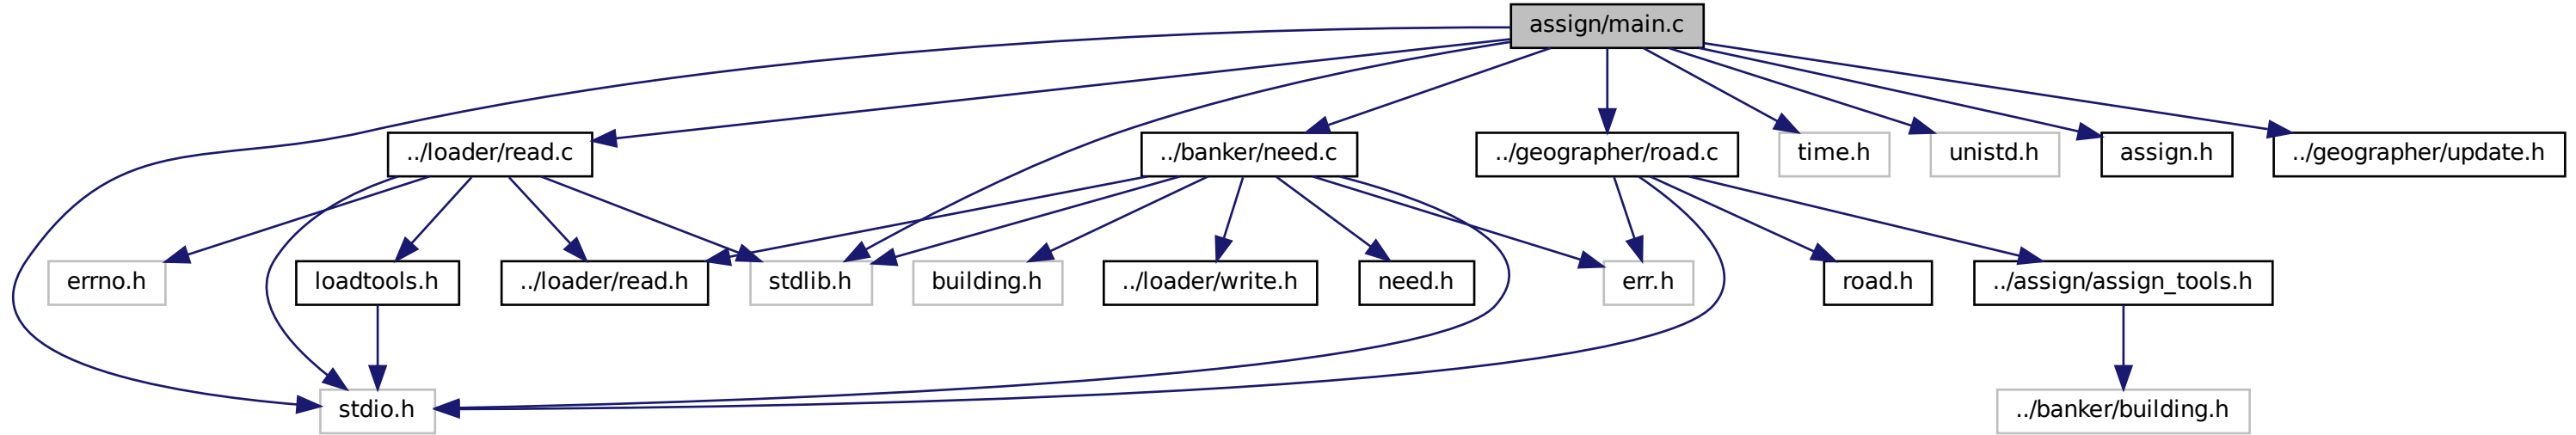 assign/main.c
../loader/read.c
../banker/need.c
../geographer/road.c
time.h
unistd.h
assign.h
../geographer/update.h
errno.h
loadtools.h
../loader/read.h
stdlib.h
building.h
../loader/write.h
need.h
err.h
road.h
../assign/assign_tools.h
stdio.h
../banker/building.h